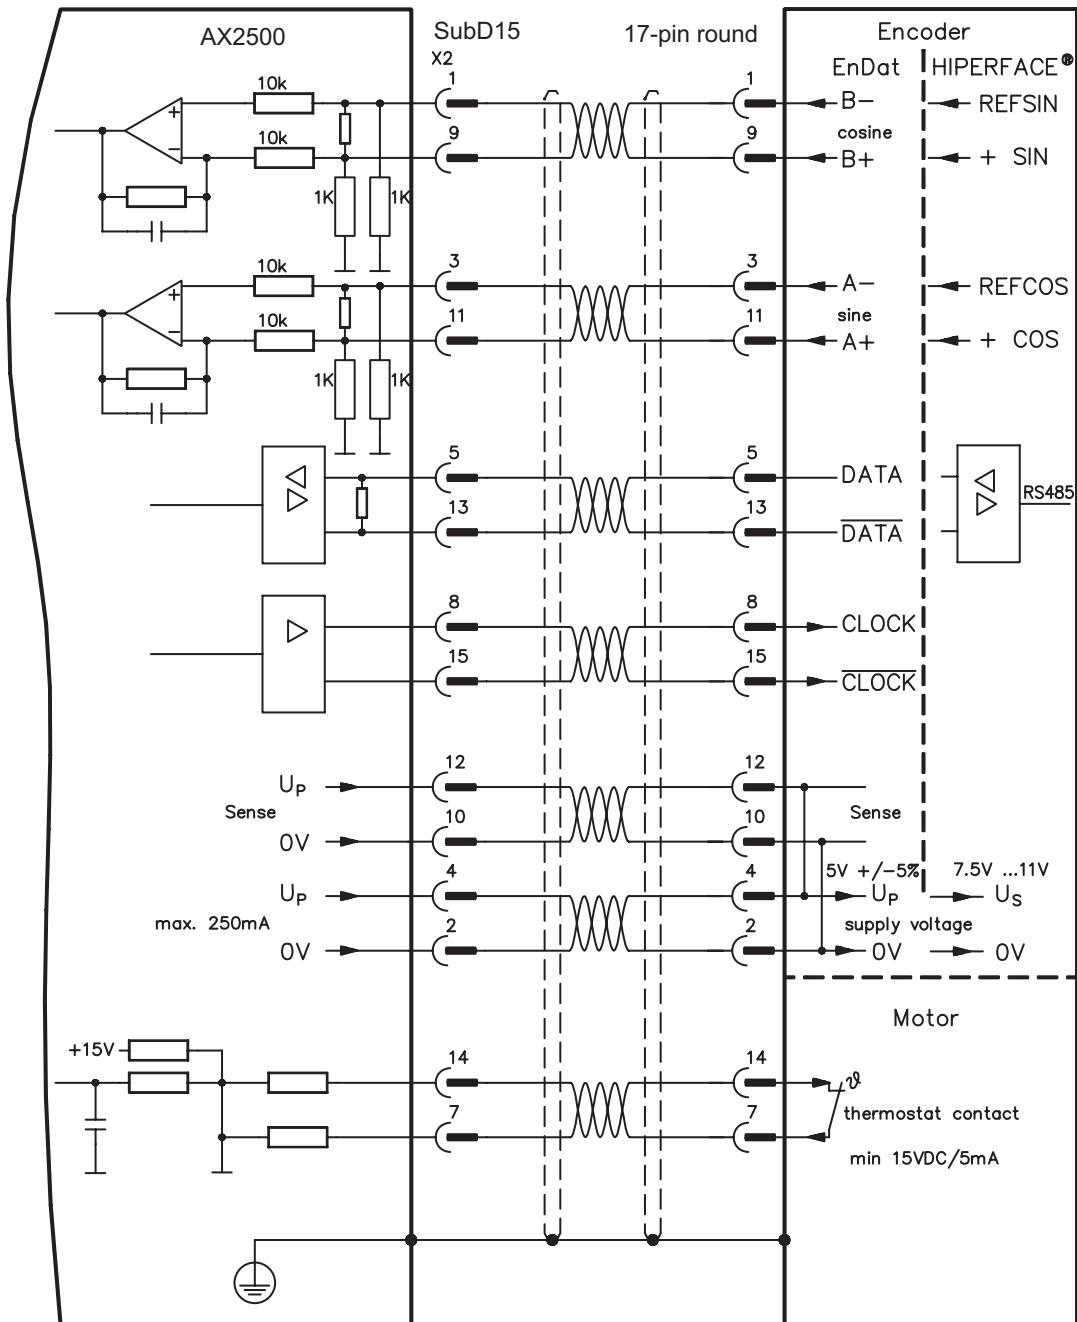 AX2500 SubD15 17-pin round Encoder
X2 EnDat HIPERFACE®
10k 1 1 B- REFSIN
10k 9 9 cosine
B+ + SIN
1K 1K
10k 3 3 A- REFCOS
10k 11 11 sine
A+ + COS
1K 1K
5 5 DATA
RS485
13 13 DATA
8 8 CLOCK
15 15 CLOCK
UP 12 12
Sense Sense
0V 10 10
5V +/-5% 7.5V ...11V
UP 4 4 UP US
max. 250mA supply voltage
0V 2 2 0V 0V
Motor
+15V
14 14 ϑ
thermostat contact
7 7
min 15VDC/5mA